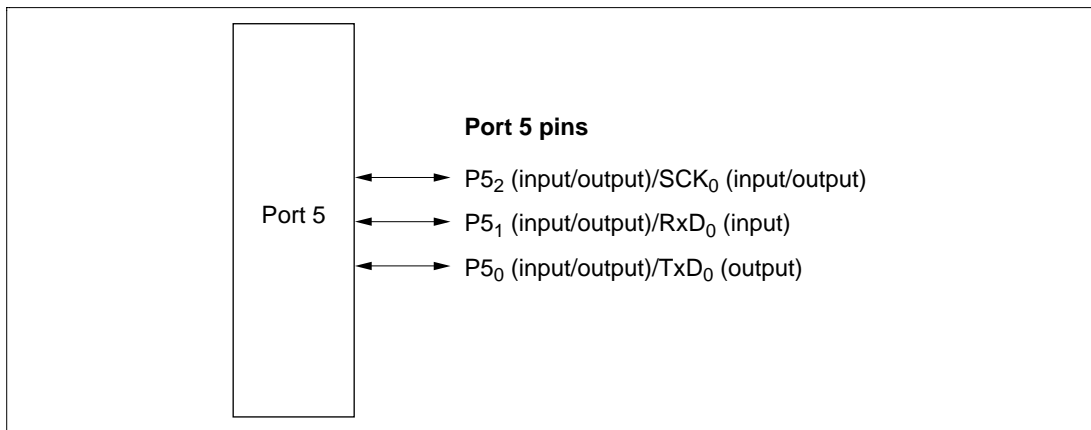 Port 5 pins
P5₂ (input/output)/SCK₀ (input/output)
Port 5
P5₁ (input/output)/RxD₀ (input)
P5₀ (input/output)/TxD₀ (output)